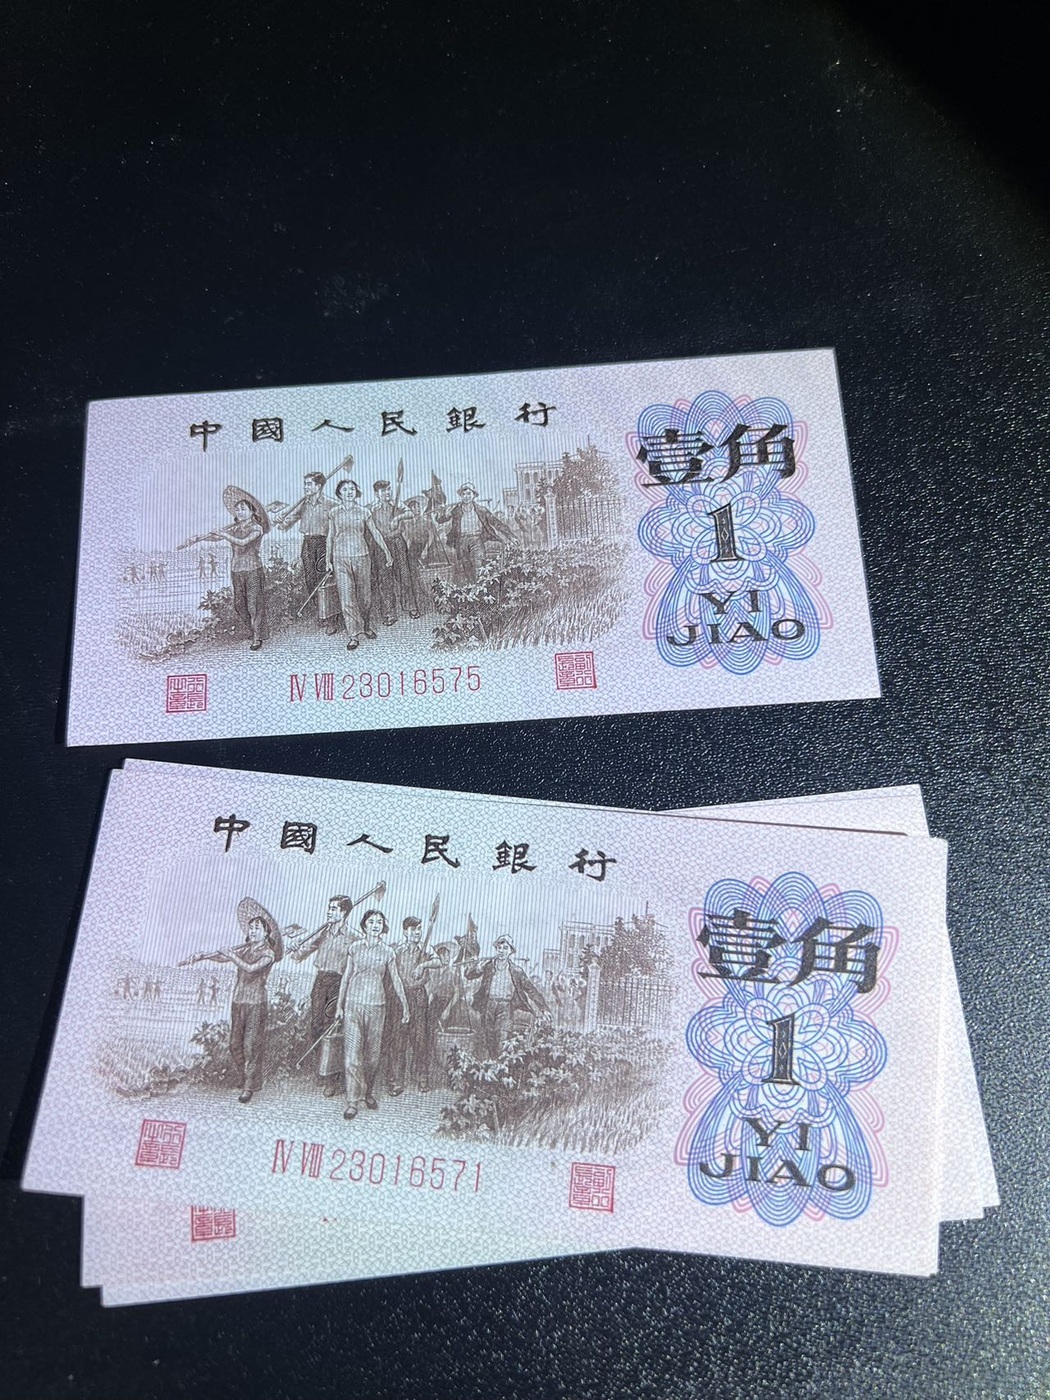 中國人民銀行
壹角
1
YI
JIAO
Ⅳ Ⅷ 23016575
中國人民銀行
壹角
1
YI
JIAO
Ⅳ Ⅷ 23016571